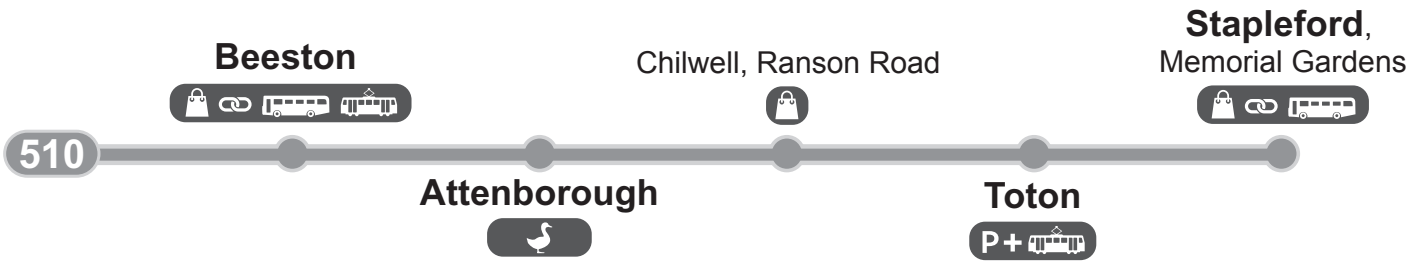 510
Beeston
Attenborough
Chilwell, Ranson Road
Toton
P+
Stapleford,
Memorial Gardens